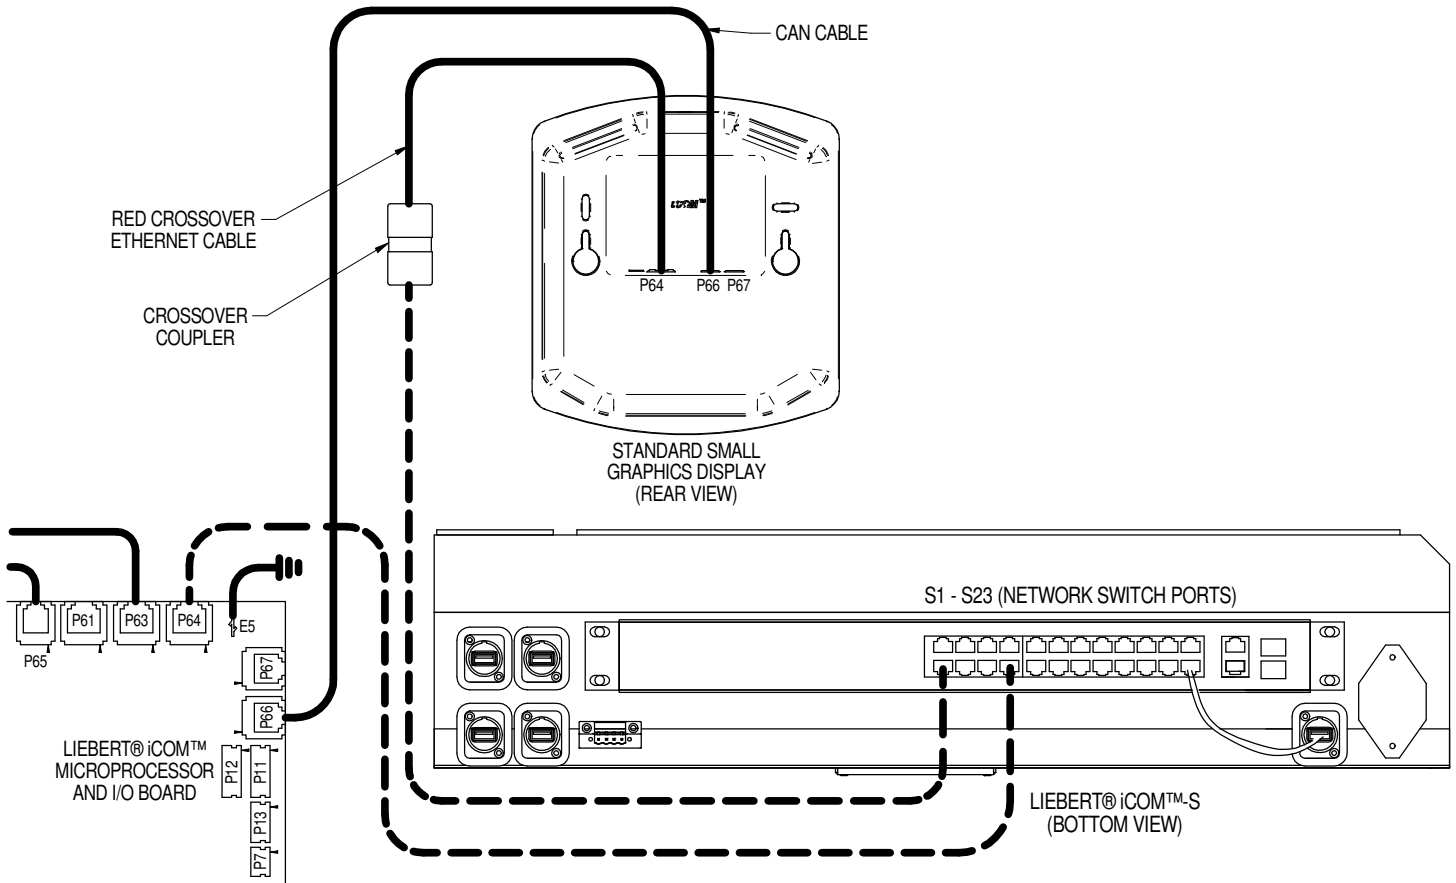 CAN CABLE
RED CROSSOVER
ETHERNET CABLE
CROSSOVER
COUPLER
P64
P66
P67
STANDARD SMALL
GRAPHICS DISPLAY
(REAR VIEW)
S1 - S23 (NETWORK SWITCH PORTS)
P61
P63
P64
E5
P65
P67
P66
LIEBERT® iCOM™
MICROPROCESSOR
AND I/O BOARD
P12
P11
P13
P7
LIEBERT® iCOM™-S
(BOTTOM VIEW)